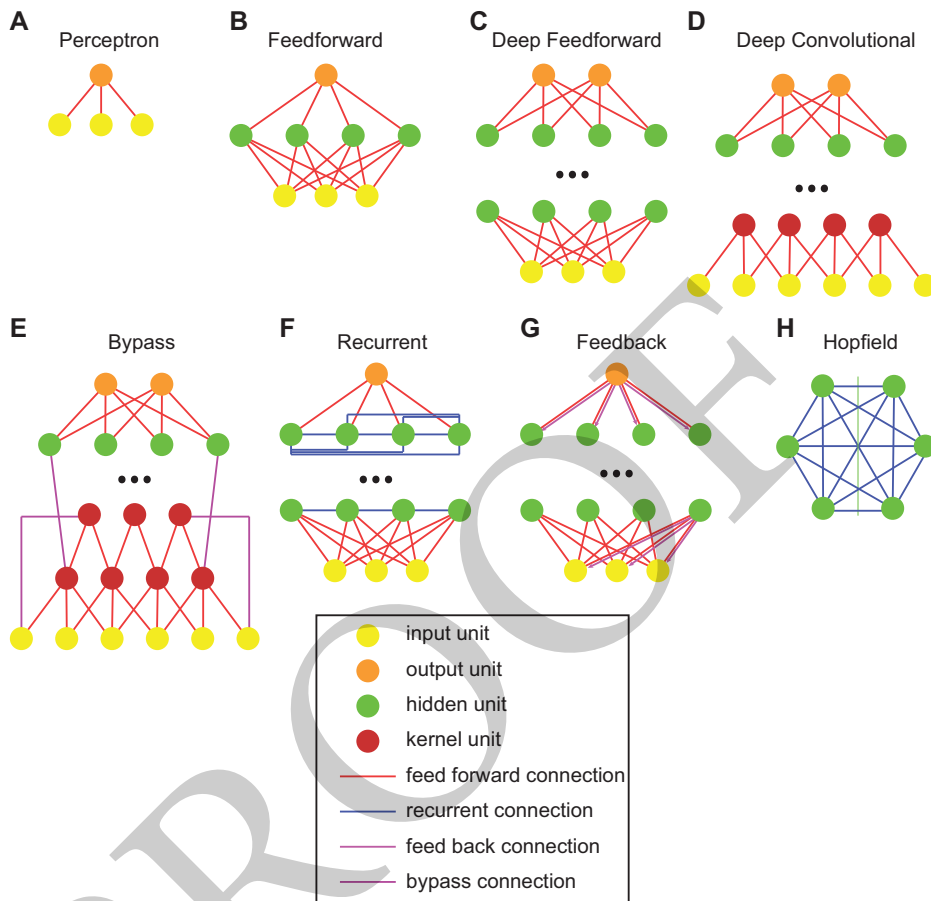 A
Perceptron
B
Feedforward
C
Deep Feedforward
D
Deep Convolutional
E
Bypass
F
Recurrent
G
Feedback
H
Hopfield
input unit
output unit
hidden unit
kernel unit
feed forward connection
recurrent connection
feed back connection
bypass connection
PROOF